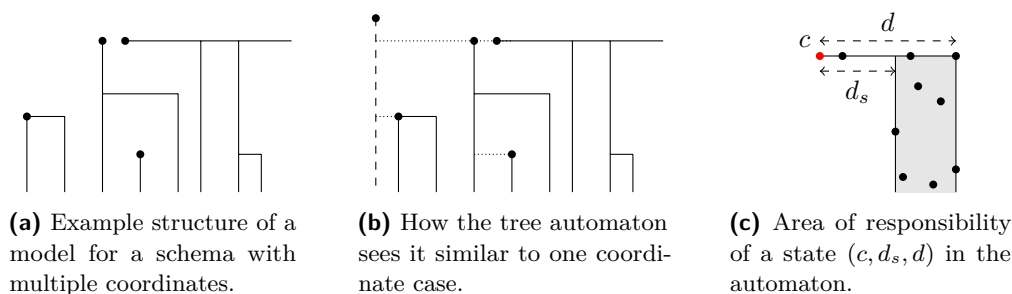 c
d
d_s
(a) Example structure of a
model for a schema with
multiple coordinates.
(b) How the tree automaton
sees it similar to one coordi-
nate case.
(c) Area of responsibility
of a state (c, d_s, d) in the
automaton.